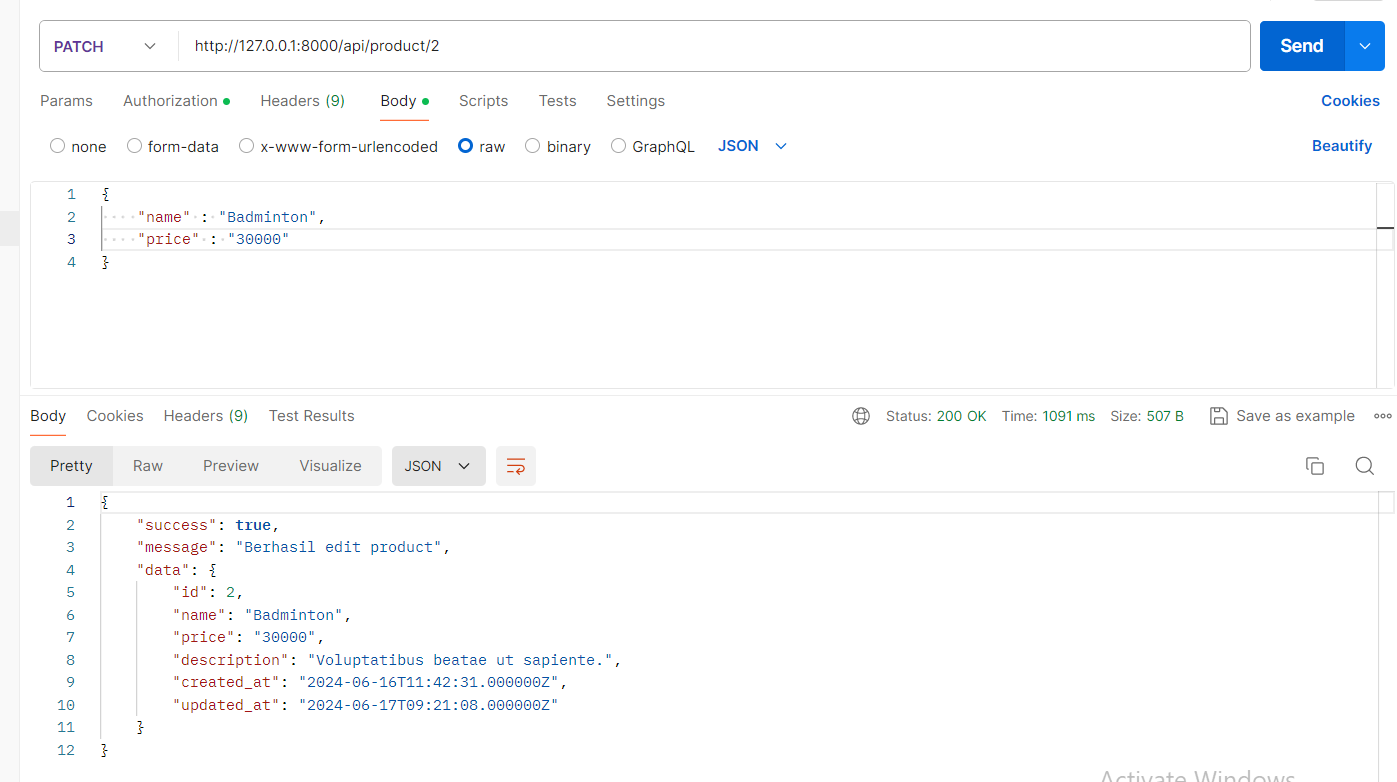 PATCH http://127.0.0.1:8000/api/product/2 Send
Params Authorization Headers (9) Body Scripts Tests Settings Cookies
none form-data x-www-form-urlencoded raw binary GraphQL JSON Beautify
1 {
2 "name" : "Badminton",
3 "price" : "30000"
4 }
Body Cookies Headers (9) Test Results Status: 200 OK Time: 1091 ms Size: 507 B Save as example
Pretty Raw Preview Visualize JSON
1 {
2 "success": true,
3 "message": "Berhasil edit product",
4 "data": {
5 "id": 2,
6 "name": "Badminton",
7 "price": "30000",
8 "description": "Voluptatibus beatae ut sapiente.",
9 "created_at": "2024-06-16T11:42:31.000000Z",
10 "updated_at": "2024-06-17T09:21:08.000000Z"
11 }
12 }
Activate Windows